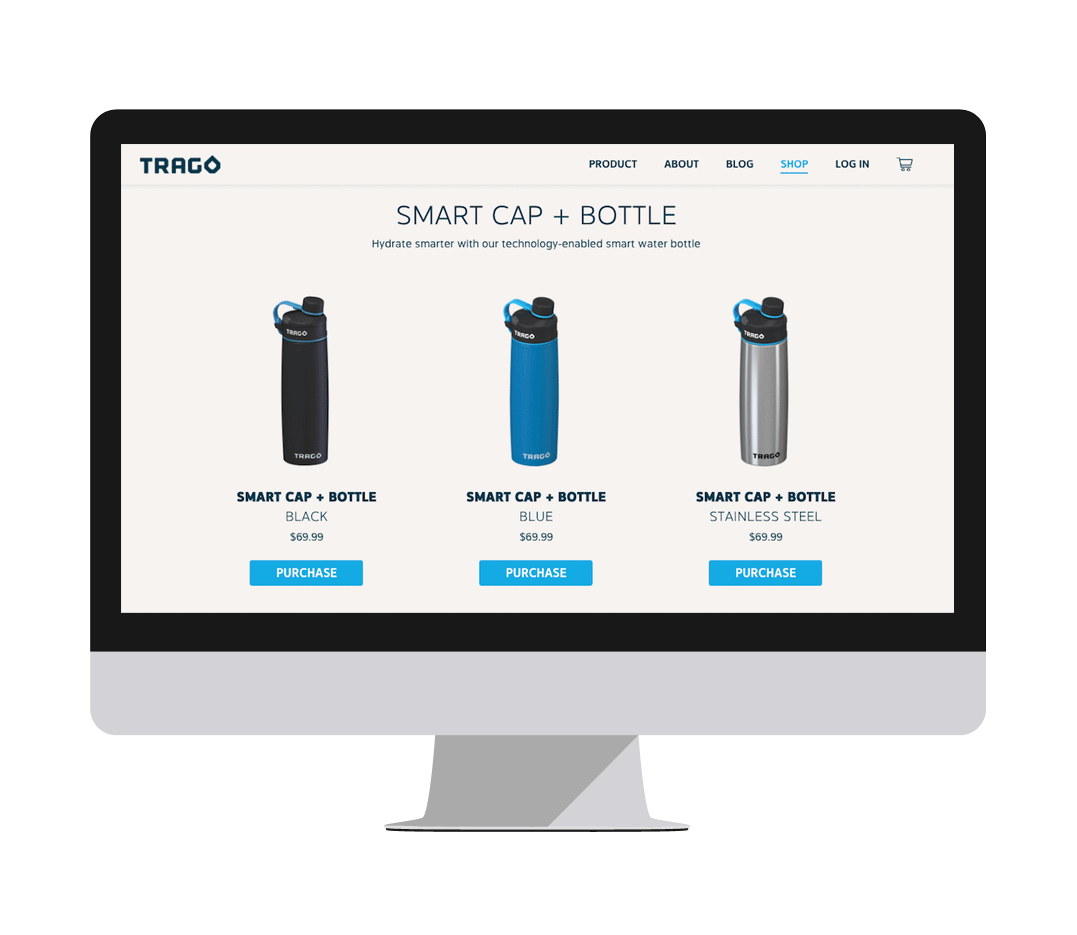 TRAGO
PRODUCT ABOUT BLOG SHOP LOG IN
SMART CAP + BOTTLE
Hydrate smarter with our technology-enabled smart water bottle
TRAGO TRAGO TRAGO
TRAGO TRAGO TRAGO
SMART CAP + BOTTLE SMART CAP + BOTTLE SMART CAP + BOTTLE
BLACK BLUE STAINLESS STEEL
$69.99 $69.99 $69.99
PURCHASE PURCHASE PURCHASE